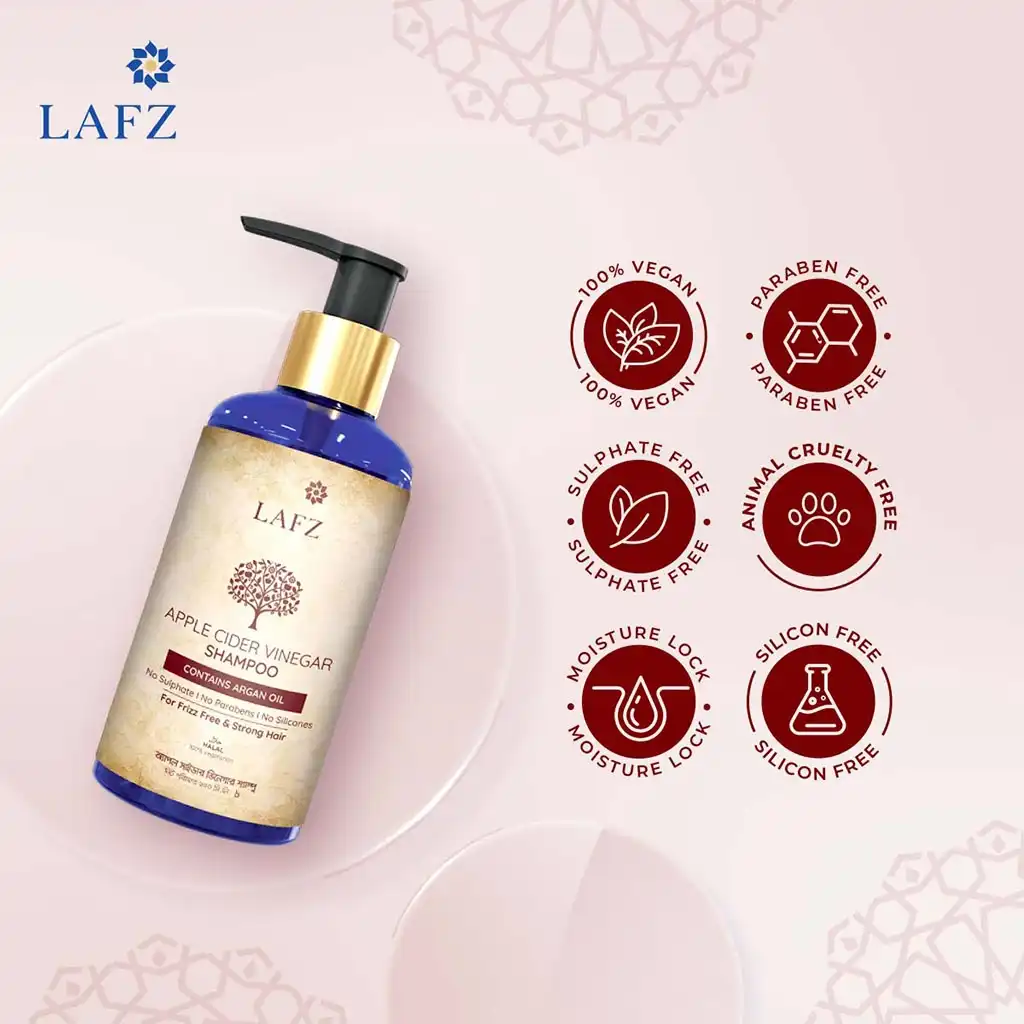 LAFZ
LAFZ
APPLE CIDER VINEGAR
SHAMPOO
CONTAINS ARGAN OIL
No Sulphate I No Parabens I No Silicones
For Frizz Free & Strong Hair
HALAL
অ্যাপল সাইডার ভিনেগার শ্যাম্পু
100% VEGAN
100% VEGAN
PARABEN FREE
PARABEN FREE
SULPHATE FREE
SULPHATE FREE
ANIMAL CRUELTY FREE
MOISTURE LOCK
MOISTURE LOCK
SILICON FREE
SILICON FREE